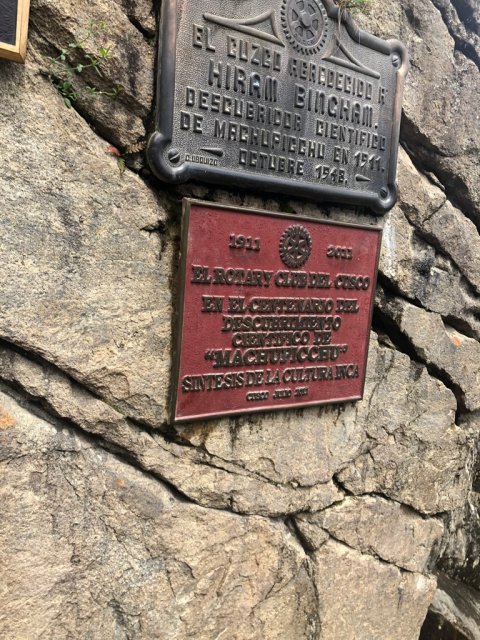 EL CUZCO AGRADECIDO A
HIRAM BINGHAM,
DESCUBRIDOR CIENTIFICO
DE MACHUPICCHU EN 1911.
OCTUBRE 1948.
1911 2011
EL ROTARY CLUB DEL CUSCO
EN EL CENTENARIO DEL
DESCUBRIMIENTO
CIENTIFICO DE
"MACHUPICCHU"
SINTESIS DE LA CULTURA INCA
CUSCO